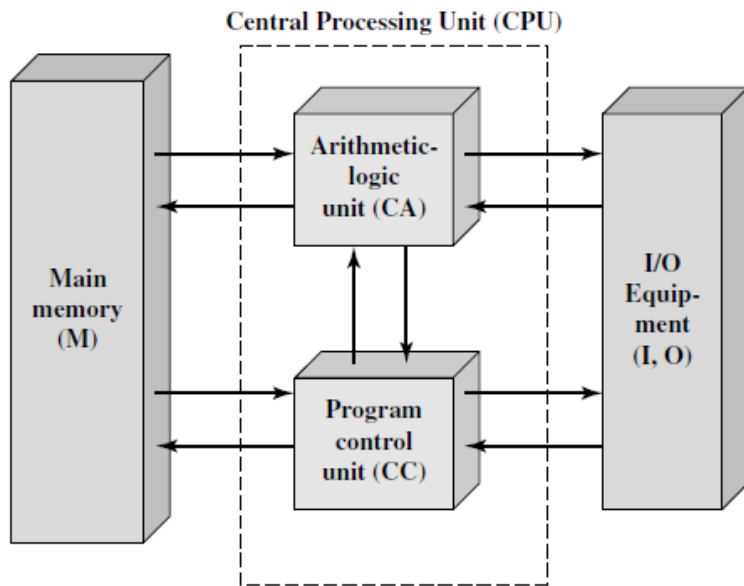 Central Processing Unit (CPU)
Arithmetic-
logic
unit (CA)
Main
memory
(M)
I/O
Equip-
ment
(I, O)
Program
control
unit (CC)